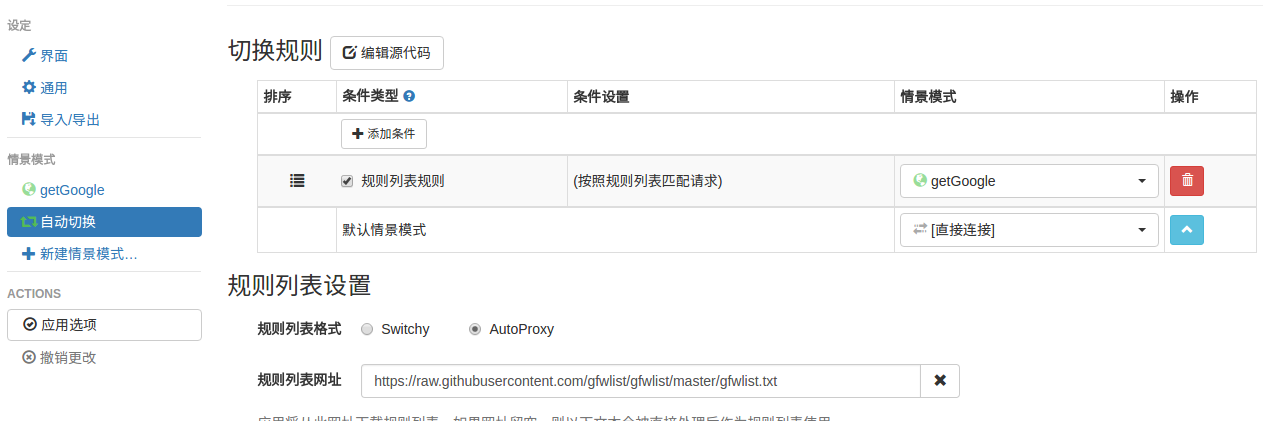 设定
界面
通用
导入/导出
情景模式
getGoogle
自动切换
新建情景模式…
ACTIONS
应用选项
撤销更改
切换规则 编辑源代码
排序 条件类型 条件设置 情景模式 操作
添加条件
规则列表规则 (按照规则列表匹配请求) getGoogle
默认情景模式 [直接连接]
规则列表设置
规则列表格式 Switchy AutoProxy
规则列表网址 https://raw.githubusercontent.com/gfwlist/gfwlist/master/gfwlist.txt